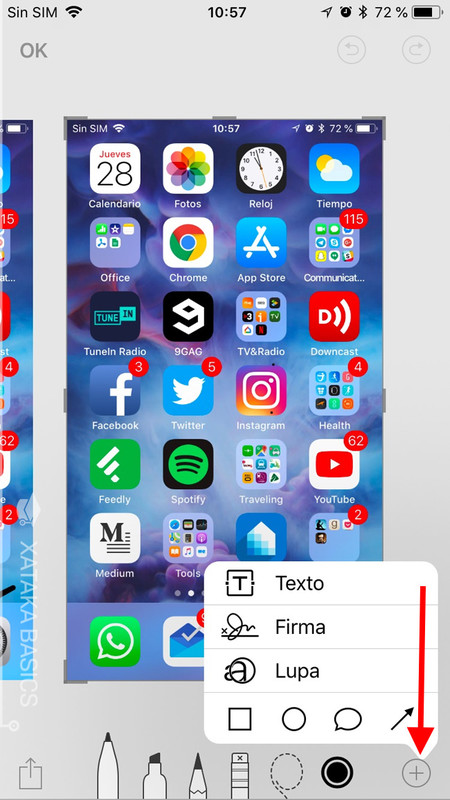 Sin SIM 10:57 72 %
OK
Sin SIM 10:57 72 %
Jueves
28
Calendario Fotos Reloj Tiempo
15 115
Office Chrome App Store Communicat...
TUNE IN
Ɗ
TuneIn Radio 9GAG TV&Radio Downcast
4 3 5 4
Facebook Twitter Instagram Health
62 62
Feedly Spotify Traveling YouTube
2 2
M
Medium Tools
Texto
Firma
Lupa
XATAKA BASICS